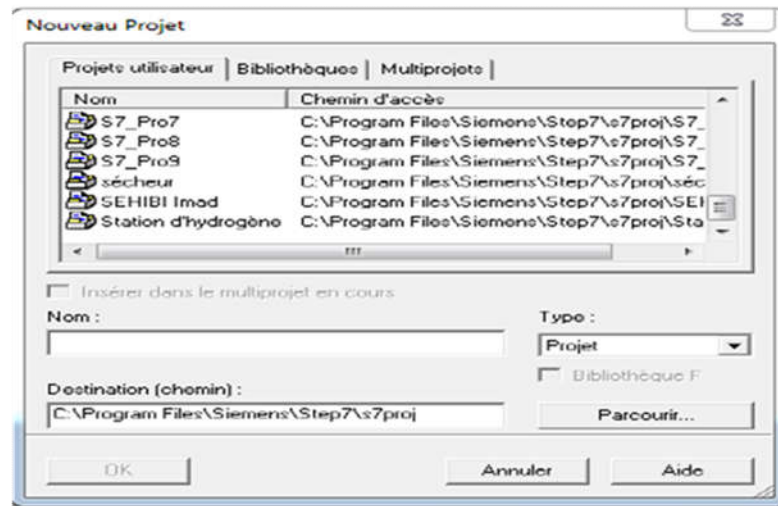 Nouveau Projet
Projets utilisateur | Bibliothèques | Multiprojets |
Nom Chemin d'accès
S7_Pro7 C:\Program Files\Siemens\Step7\s7proj\S7_
S7_Pro8 C:\Program Files\Siemens\Step7\s7proj\S7_
S7_Pro9 C:\Program Files\Siemens\Step7\s7proj\S7_
sécheur C:\Program Files\Siemens\Step7\s7proj\séc
SEHIBI Imad C:\Program Files\Siemens\Step7\s7proj\SEH
Station d'hydrogène C:\Program Files\Siemens\Step7\s7proj\Sta
Insérer dans le multiprojet en cours
Nom : Type :
Projet
Bibliothèque F
Destination (chemin) :
C:\Program Files\Siemens\Step7\s7proj Parcourir...
OK Annuler Aide